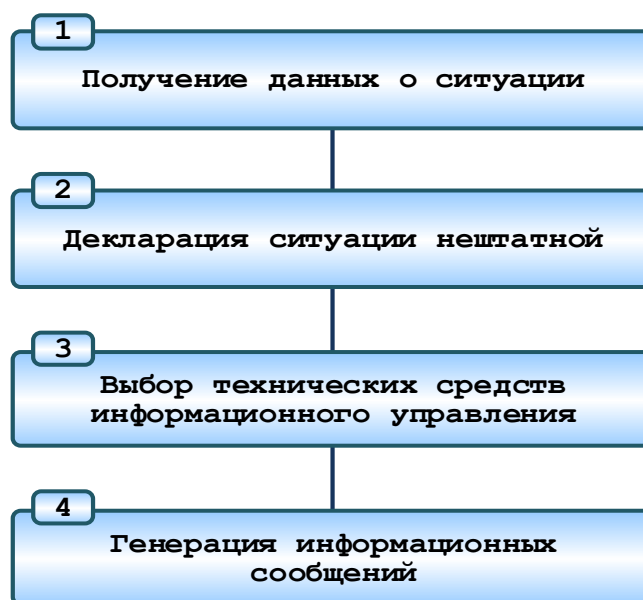 1
Получение данных о ситуации
2
Декларация ситуации нештатной
3
Выбор технических средств
информационного управления
4
Генерация информационных
сообщений